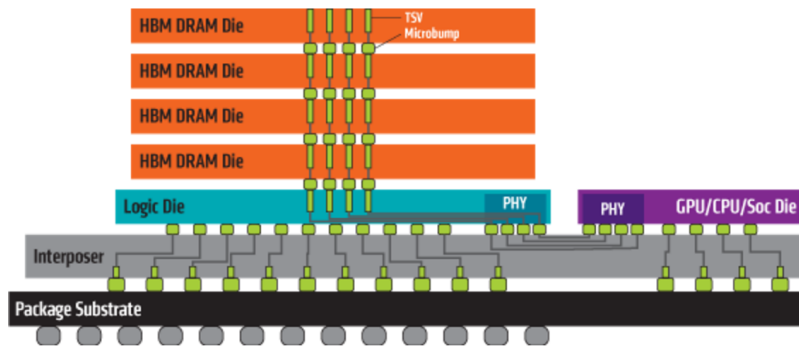 HBM DRAM Die
TSV
Microbump
HBM DRAM Die
HBM DRAM Die
HBM DRAM Die
Logic Die
PHY
PHY
GPU/CPU/Soc Die
Interposer
Package Substrate